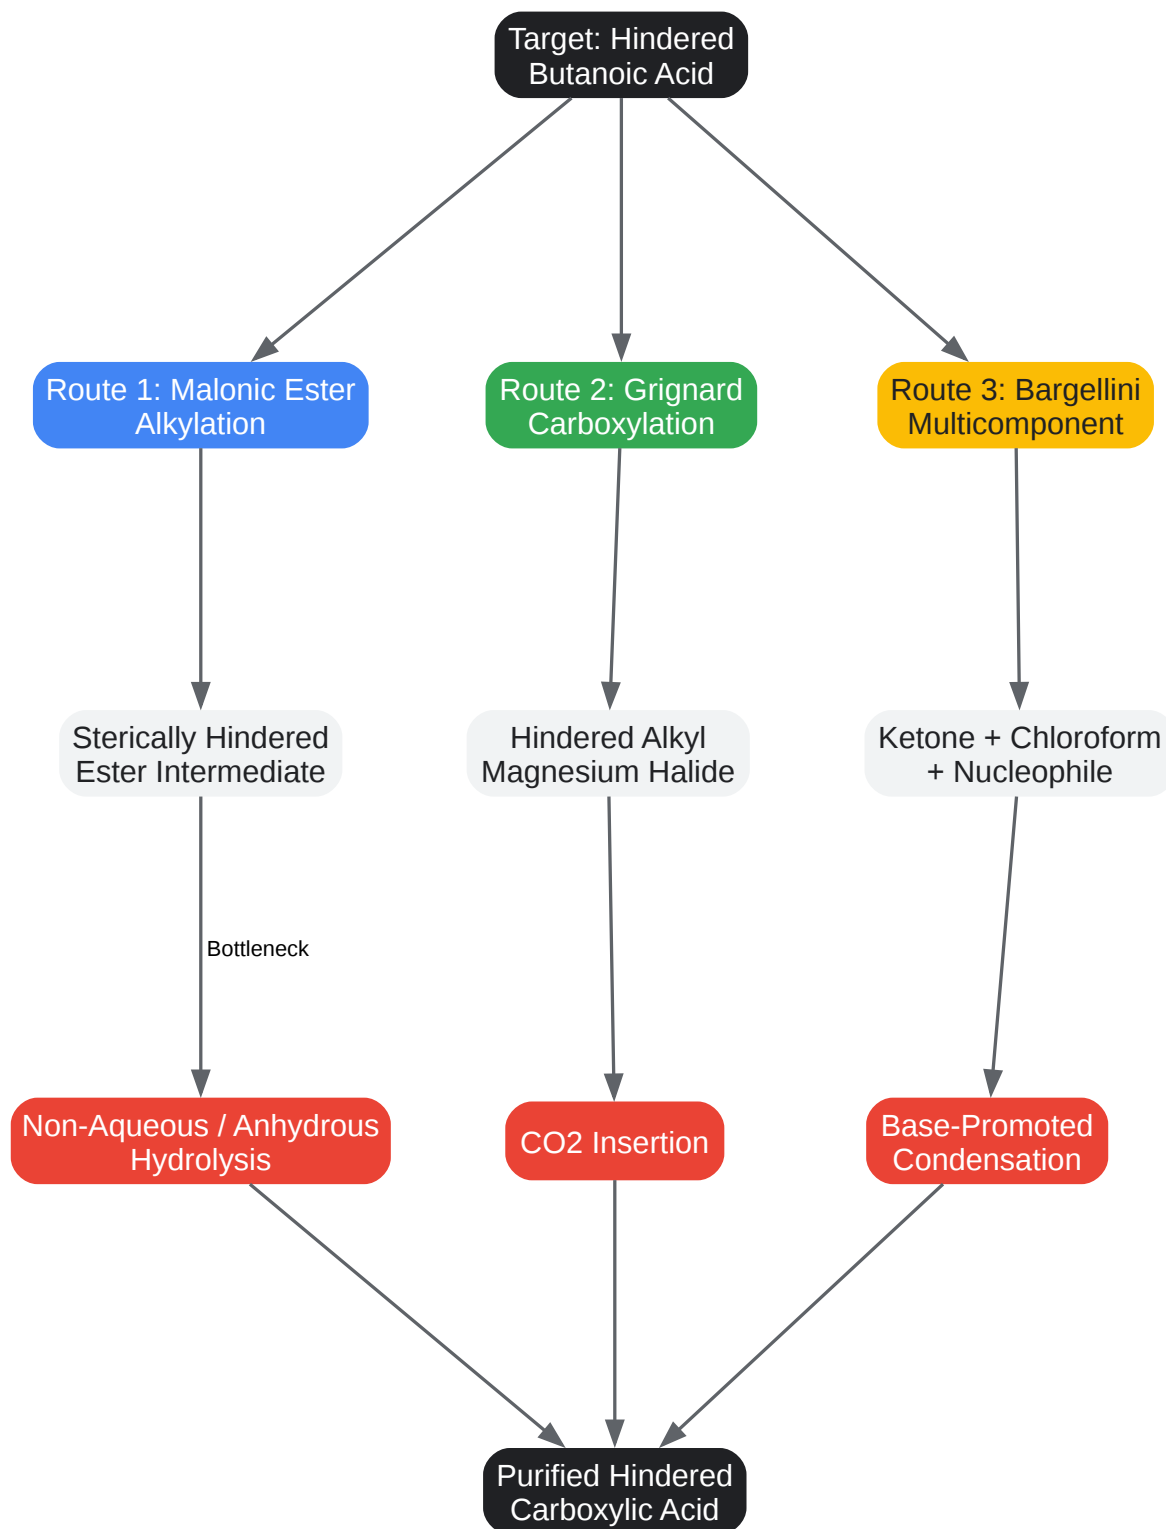 Target: Hindered
Butanoic Acid
Route 1: Malonic Ester
Alkylation
Route 2: Grignard
Carboxylation
Route 3: Bargellini
Multicomponent
Sterically Hindered
Ester Intermediate
Hindered Alkyl
Magnesium Halide
Ketone + Chloroform
+ Nucleophile
Bottleneck
Non-Aqueous / Anhydrous
Hydrolysis
CO2 Insertion
Base-Promoted
Condensation
Purified Hindered
Carboxylic Acid